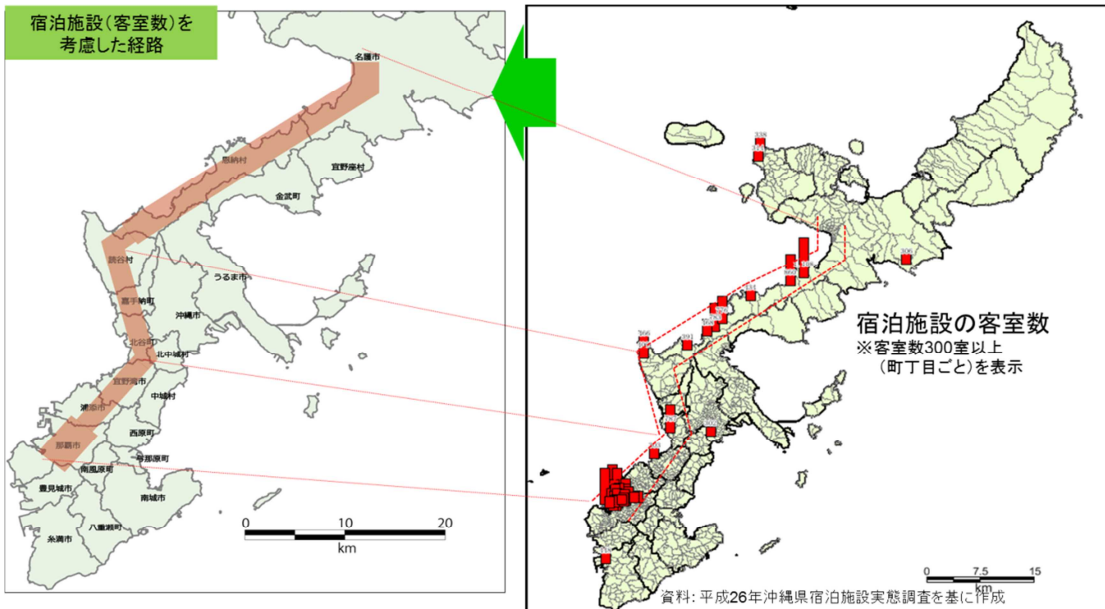 宿泊施設(客室数)を
考慮した経路
名護市
恩納村
宜野座村
金武町
読谷村
うるま市
嘉手納町
沖縄市
北谷町
北中城村
宜野湾市
中城村
浦添市
西原町
那覇市
与那原町
南風原町
豊見城市
南城市
八重瀬町
糸満市
0 10 20
km
宿泊施設の客室数
※客室数300室以上
(町丁目ごと)を表示
0 7.5 15
km
資料:平成26年沖縄県宿泊施設実態調査を基に作成